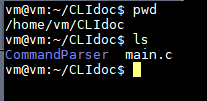 vm@vm:~/CLIdoc$ pwd
/home/vm/CLIdoc
vm@vm:~/CLIdoc$ ls
CommandParser  main.c
vm@vm:~/CLIdoc$